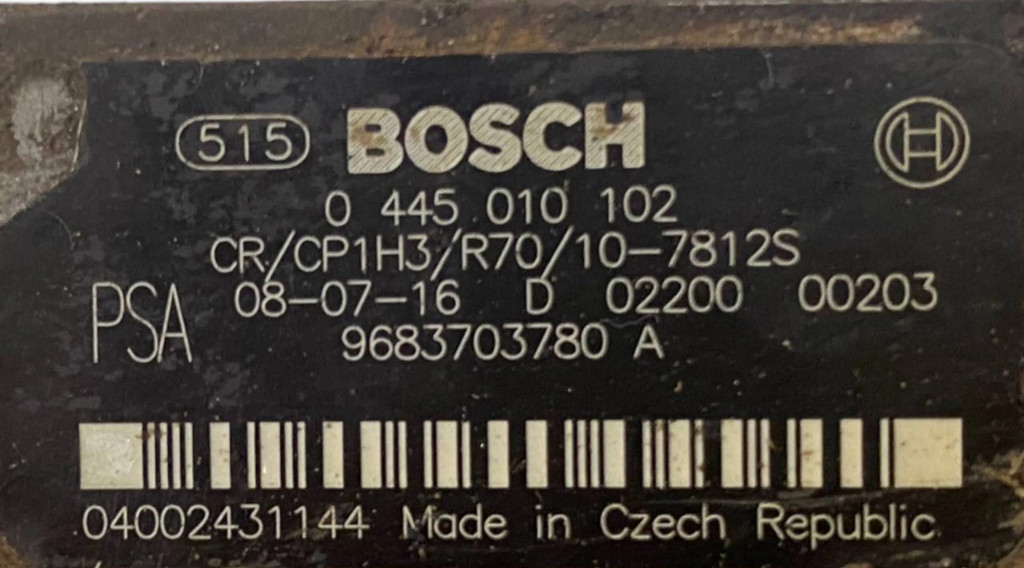 515 BOSCH
0 445 010 102
CR/CP1H3/R70/10-7812S
PSA 08-07-16 D 02200 00203
9683703780 A
04002431144 Made in Czech Republic